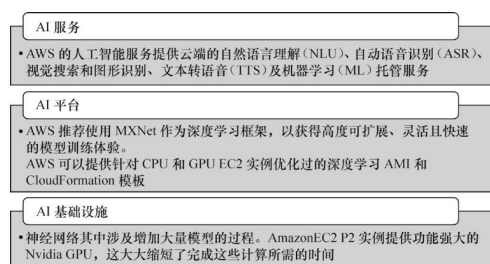 AI 服务
•AWS 的人工智能服务提供云端的自然语言理解(NLU)、自动语音识别(ASR)、
视觉搜索和图形识别、文本转语音(TTS)及机器学习(ML)托管服务
AI 平台
•AWS 推荐使用 MXNet 作为深度学习框架，以获得高度可扩展、灵活且快速
的模型训练体验。
AWS 可以提供针对 CPU 和 GPU EC2 实例优化过的深度学习 AMI 和
CloudFormation 模板
AI 基础设施
•神经网络其中涉及增加大量模型的过程。AmazonEC2 P2 实例提供功能强大的
Nvidia GPU，这大大缩短了完成这些计算所需的时间